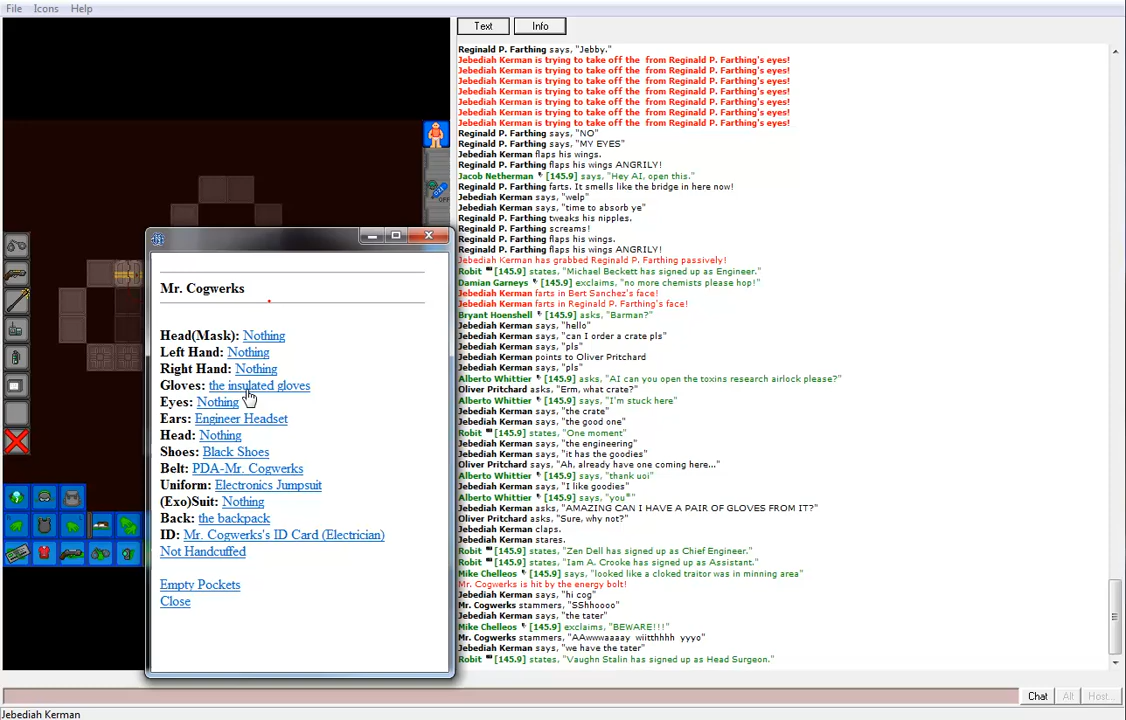 File Icons Help
Text Info
Reginald P. Farthing says, "Jebby."
Jebediah Kerman is trying to take off the from Reginald P. Farthing's eyes!
Jebediah Kerman is trying to take off the from Reginald P. Farthing's eyes!
Jebediah Kerman is trying to take off the from Reginald P. Farthing's eyes!
Jebediah Kerman is trying to take off the from Reginald P. Farthing's eyes!
Jebediah Kerman is trying to take off the from Reginald P. Farthing's eyes!
Jebediah Kerman is trying to take off the from Reginald P. Farthing's eyes!
Jebediah Kerman is trying to take off the from Reginald P. Farthing's eyes!
Reginald P. Farthing says, "NO"
Reginald P. Farthing says, "MY EYES"
Jebediah Kerman flaps his wings.
Reginald P. Farthing flaps his wings ANGRILY!
Jacob Netherman [145.9] says, "Hey AI, open this."
Reginald P. Farthing farts. It smells like the bridge in here now!
Jebediah Kerman says, "welp"
Jebediah Kerman says, "time to absorb ye"
Reginald P. Farthing tweaks his nipples.
Reginald P. Farthing screams!
Reginald P. Farthing flaps his wings.
Reginald P. Farthing flaps his wings ANGRILY!
Jebediah Kerman has grabbed Reginald P. Farthing passively!
Robit [145.9] states, "Michael Beckett has signed up as Engineer."
Damian Garneys [145.9] exclaims, "no more chemists please hop!"
Jebediah Kerman farts in Bert Sanchez's face!
Jebediah Kerman farts in Reginald P. Farthing's face!
Bryant Hoenshell [145.9] asks, "Barman?"
Jebediah Kerman says, "hello"
Jebediah Kerman says, "can I order a crate pls"
Jebediah Kerman says, "pls"
Jebediah Kerman points to Oliver Pritchard
Jebediah Kerman says, "pls"
Alberto Whittier [145.9] asks, "AI can you open the toxins research airlock please?"
Oliver Pritchard asks, "Erm, what crate?"
Alberto Whittier [145.9] says, "I'm stuck here"
Jebediah Kerman says, "the crate"
Jebediah Kerman says, "the good one"
Robit [145.9] states, "One moment"
Jebediah Kerman says, "the engineering"
Jebediah Kerman says, "it has the goodies"
Oliver Pritchard says, "Ah, already have one coming here..."
Alberto Whittier [145.9] says, "thank uoi"
Jebediah Kerman says, "I like goodies"
Alberto Whittier [145.9] says, "you*"
Jebediah Kerman asks, "AMAZING CAN I HAVE A PAIR OF GLOVES FROM IT?"
Oliver Pritchard asks, "Sure, why not?"
Jebediah Kerman claps.
Jebediah Kerman stares.
Robit [145.9] states, "Zen Dell has signed up as Chief Engineer."
Robit [145.9] states, "Iam A. Crooke has signed up as Assistant."
Mike Chelleos [145.9] says, "looked like a cloked traitor was in minning area"
Mr. Cogwerks is hit by the energy bolt!
Jebediah Kerman says, "hi cog"
Mr. Cogwerks stammers, "SShhoooo"
Jebediah Kerman says, "the tater"
Mike Chelleos [145.9] exclaims, "BEWARE!!!"
Mr. Cogwerks stammers, "AAwwwaaaay wiitthhhh yyyo"
Jebediah Kerman says, "we have the tater"
Robit [145.9] states, "Vaughn Stalin has signed up as Head Surgeon."
OFF
Mr. Cogwerks
Head(Mask): Nothing
Left Hand: Nothing
Right Hand: Nothing
Gloves: the insulated gloves
Eyes: Nothing
Ears: Engineer Headset
Head: Nothing
Shoes: Black Shoes
Belt: PDA-Mr. Cogwerks
Uniform: Electronics Jumpsuit
(Exo)Suit: Nothing
Back: the backpack
ID: Mr. Cogwerks's ID Card (Electrician)
Not Handcuffed
Empty Pockets
Close
Chat Alt Host...
Jebediah Kerman